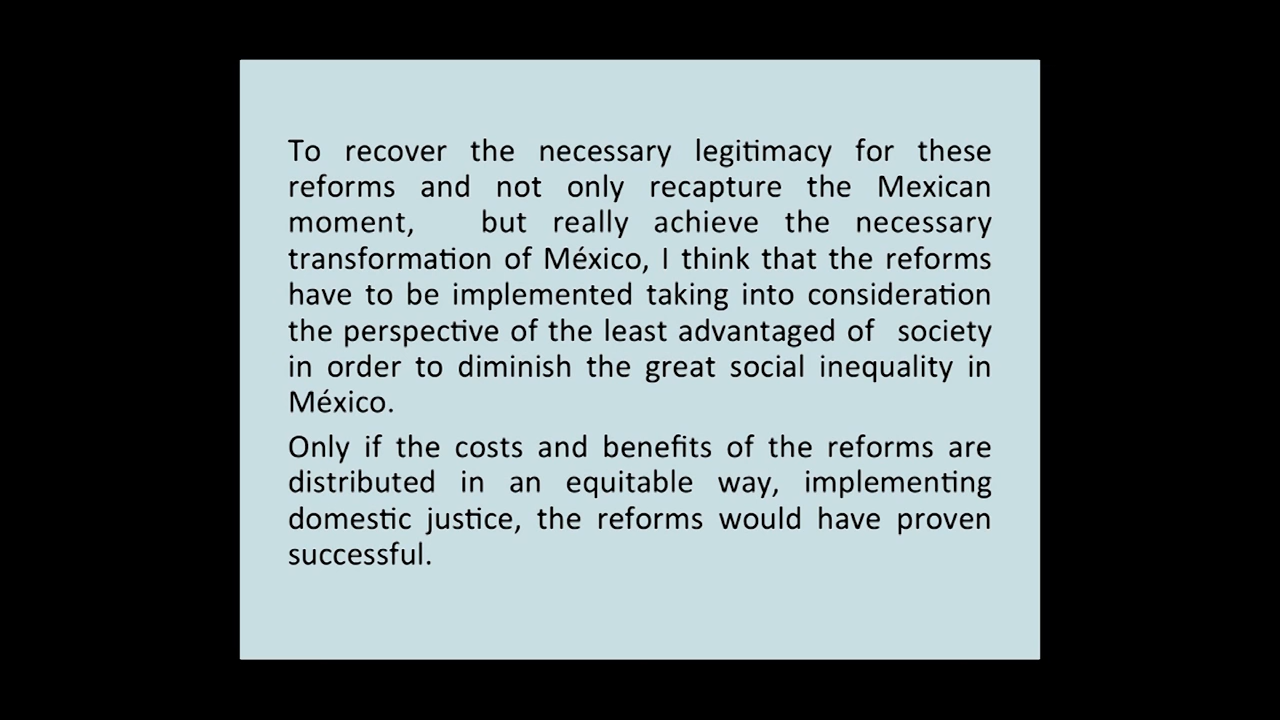 To recover the necessary legitimacy for these
reforms and not only recapture the Mexican
moment, but really achieve the necessary
transformation of México, I think that the reforms
have to be implemented taking into consideration
the perspective of the least advantaged of society
in order to diminish the great social inequality in
México.
Only if the costs and benefits of the reforms are
distributed in an equitable way, implementing
domestic justice, the reforms would have proven
successful.